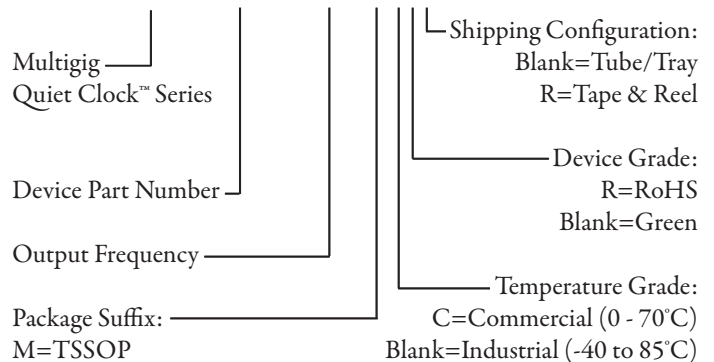 Multigig
Quiet Clock™ Series
Device Part Number
Output Frequency
Package Suffix:
M=TSSOP
Shipping Configuration:
Blank=Tube/Tray
R=Tape & Reel
Device Grade:
R=RoHS
Blank=Green
Temperature Grade:
C=Commercial (0 - 70°C)
Blank=Industrial (-40 to 85°C)